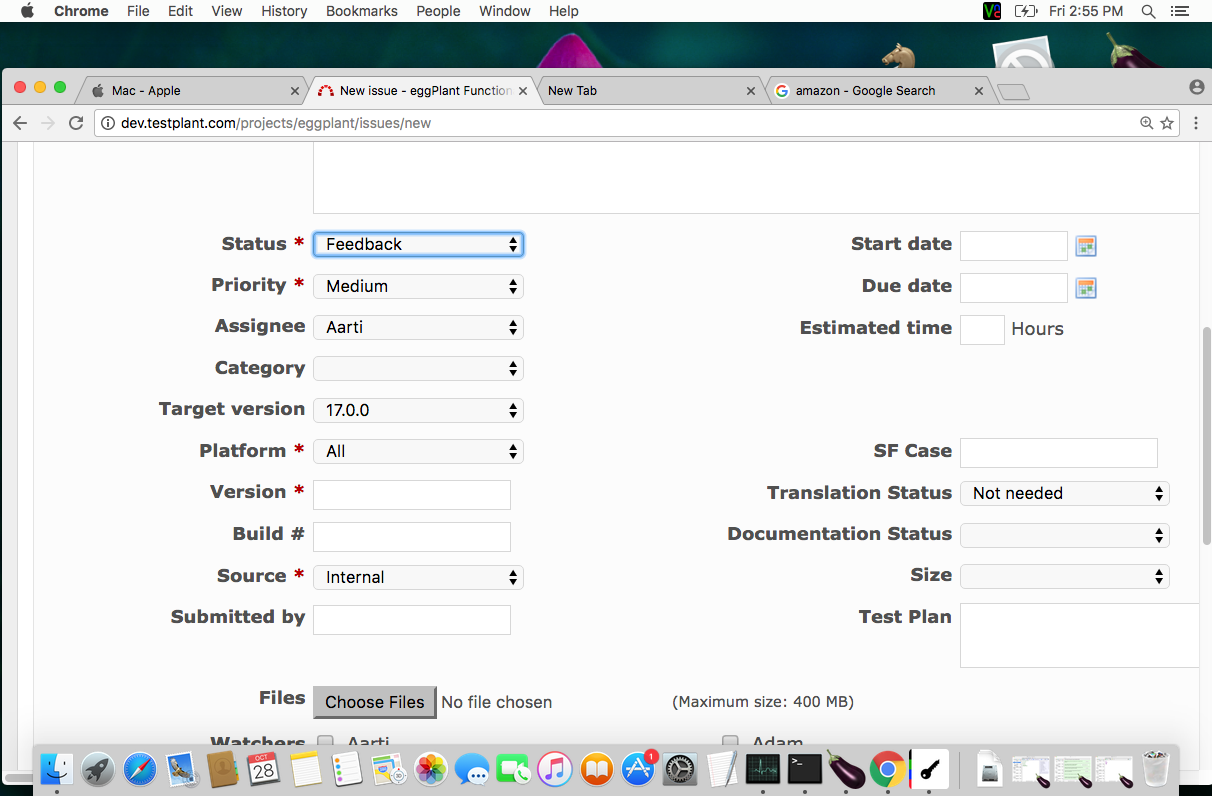 Chrome File Edit View History Bookmarks People Window Help Fri 2:55 PM
Mac - Apple New issue - eggPlant Function New Tab amazon - Google Search
dev.testplant.com/projects/eggplant/issues/new
Status * Feedback Start date
Priority * Medium Due date
Assignee Aarti Estimated time Hours
Category
Target version 17.0.0
Platform * All SF Case
Version * Translation Status Not needed
Build # Documentation Status
Source * Internal Size
Submitted by Test Plan
Files Choose Files No file chosen (Maximum size: 400 MB)
Watchers Aarti Adam
OCT
28
1